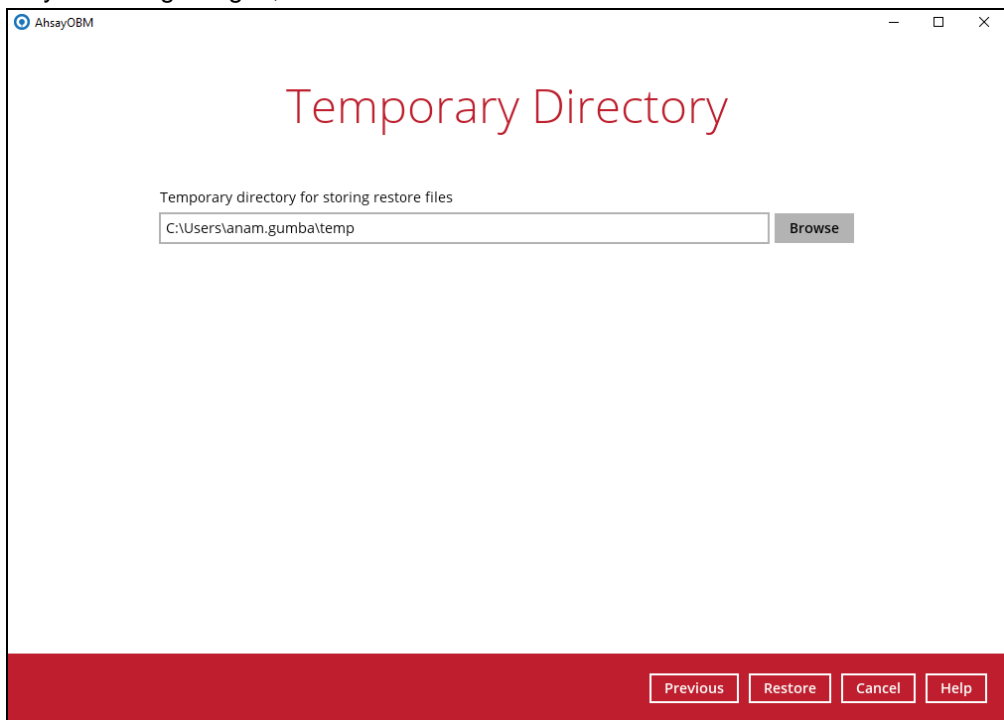 AhsayOBM
Temporary Directory
Temporary directory for storing restore files
C:\Users\anam.gumba\temp
Browse
Previous Restore Cancel Help